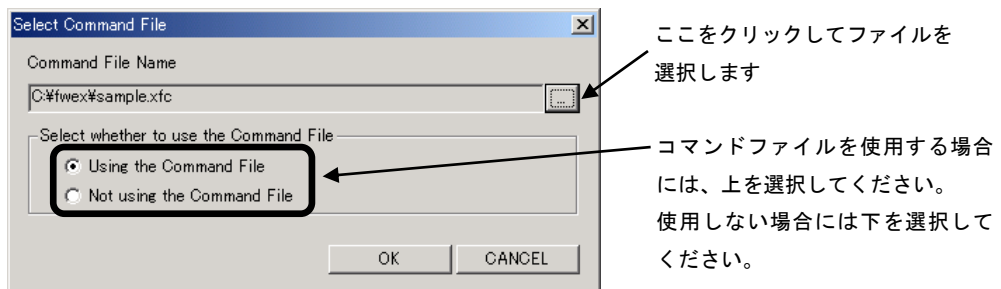 Select Command File
Command File Name
C:¥fwex¥sample.xfc
...
Select whether to use the Command File
Using the Command File
Not using the Command File
OK
CANCEL
ここをクリックしてファイルを
選択します
コマンドファイルを使用する場合
には、上を選択してください。
使用しない場合には下を選択して
ください。